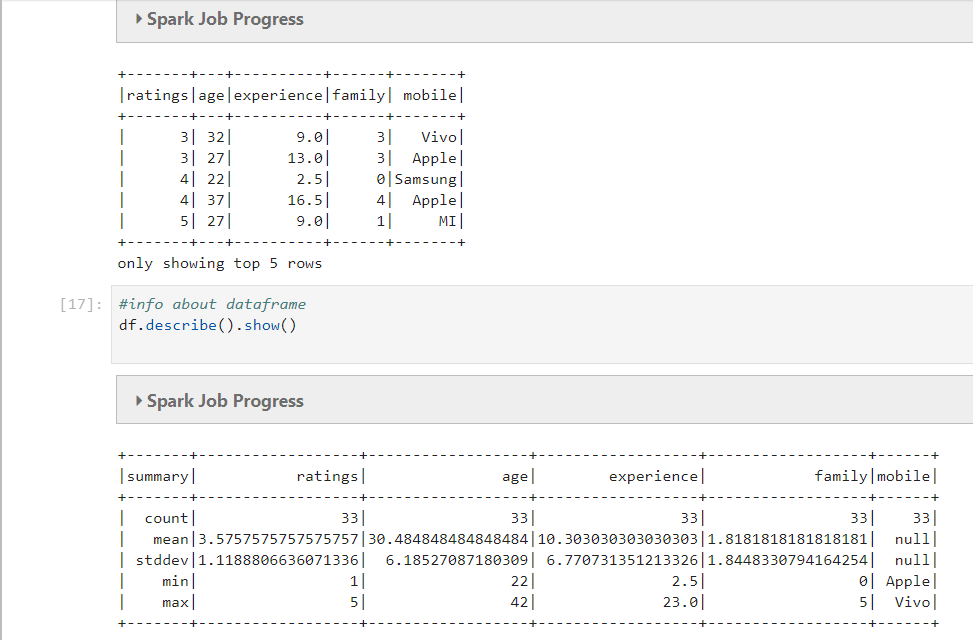 Spark Job Progress
+-------+---+----------+------+-------+
|ratings|age|experience|family| mobile|
+-------+---+----------+------+-------+
|      3| 32|       9.0|     3|   Vivo|
|      3| 27|      13.0|     3|  Apple|
|      4| 22|       2.5|     0|Samsung|
|      4| 37|      16.5|     4|  Apple|
|      5| 27|       9.0|     1|     MI|
+-------+---+----------+------+-------+
only showing top 5 rows
[17]: #info about dataframe
df.describe().show()
Spark Job Progress
+-------+------------------+-----------------+------------------+------------------+------+
|summary|           ratings|              age|        experience|            family|mobile|
+-------+------------------+-----------------+------------------+------------------+------+
|  count|                33|               33|                33|                33|    33|
|   mean|3.5757575757575757|30.484848484848484|10.303030303030303|1.8181818181818181|  null|
| stddev|1.1188806636071336|  6.18527087180309| 6.770731351213326|1.8448330794164254|  null|
|    min|                 1|               22|               2.5|                 0| Apple|
|    max|                 5|               42|              23.0|                 5|  Vivo|
+-------+------------------+-----------------+------------------+------------------+------+